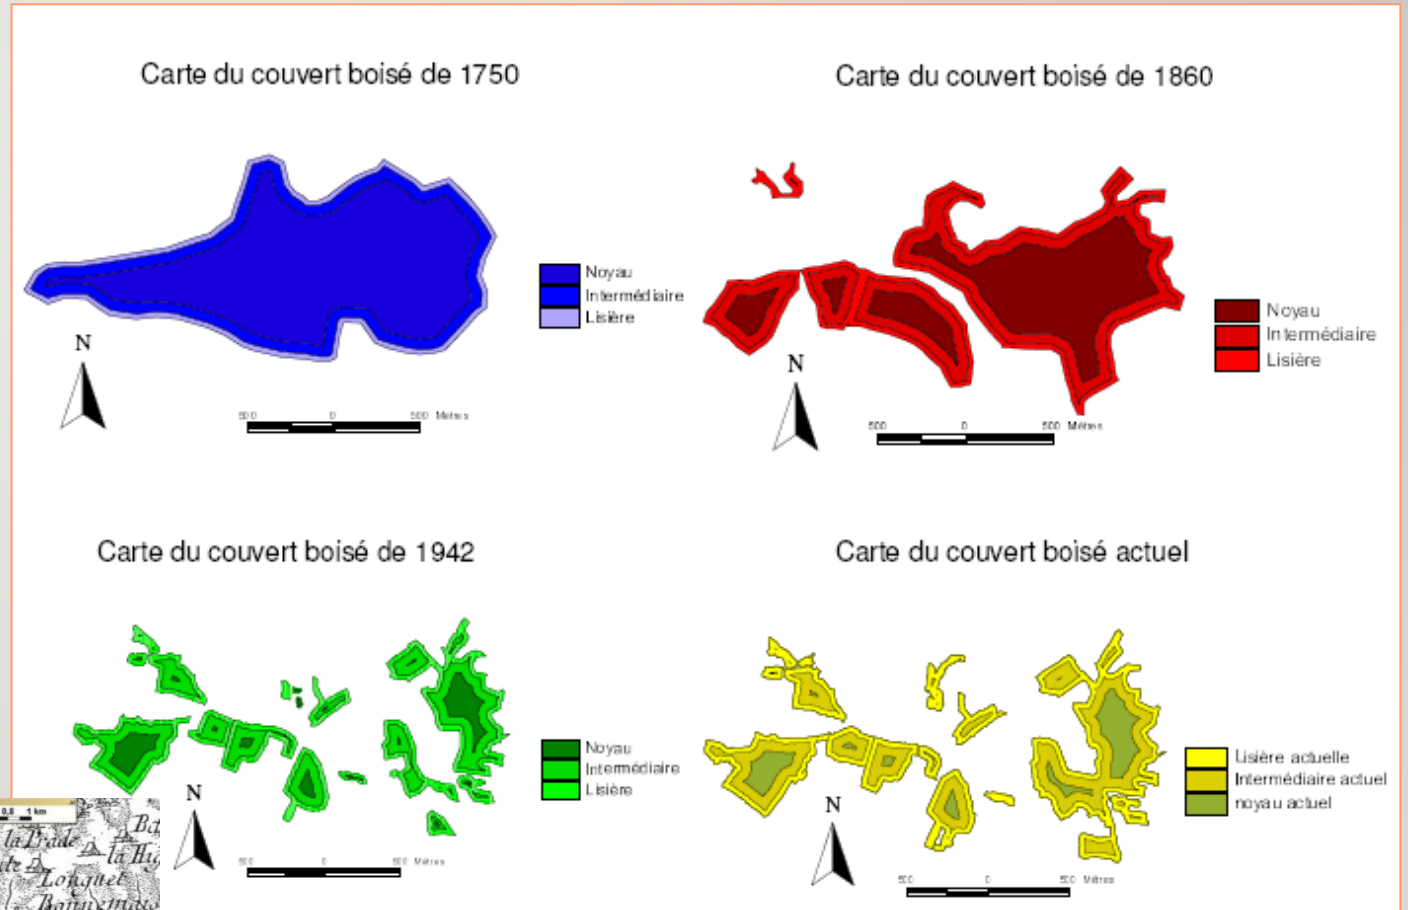 Carte du couvert boisé de 1750
Noyau
Intermédiaire
Lisière
N
500 0 500 Mètres
Carte du couvert boisé de 1860
Noyau
Intermédiaire
Lisière
N
500 0 500 Mètres
Carte du couvert boisé de 1942
Noyau
Intermédiaire
Lisière
N
500 0 500 Mètres
Carte du couvert boisé actuel
Lisière actuelle
Intermédiaire actuel
noyau actuel
N
500 0 500 Mètres
1 km
la Prade
Longuet